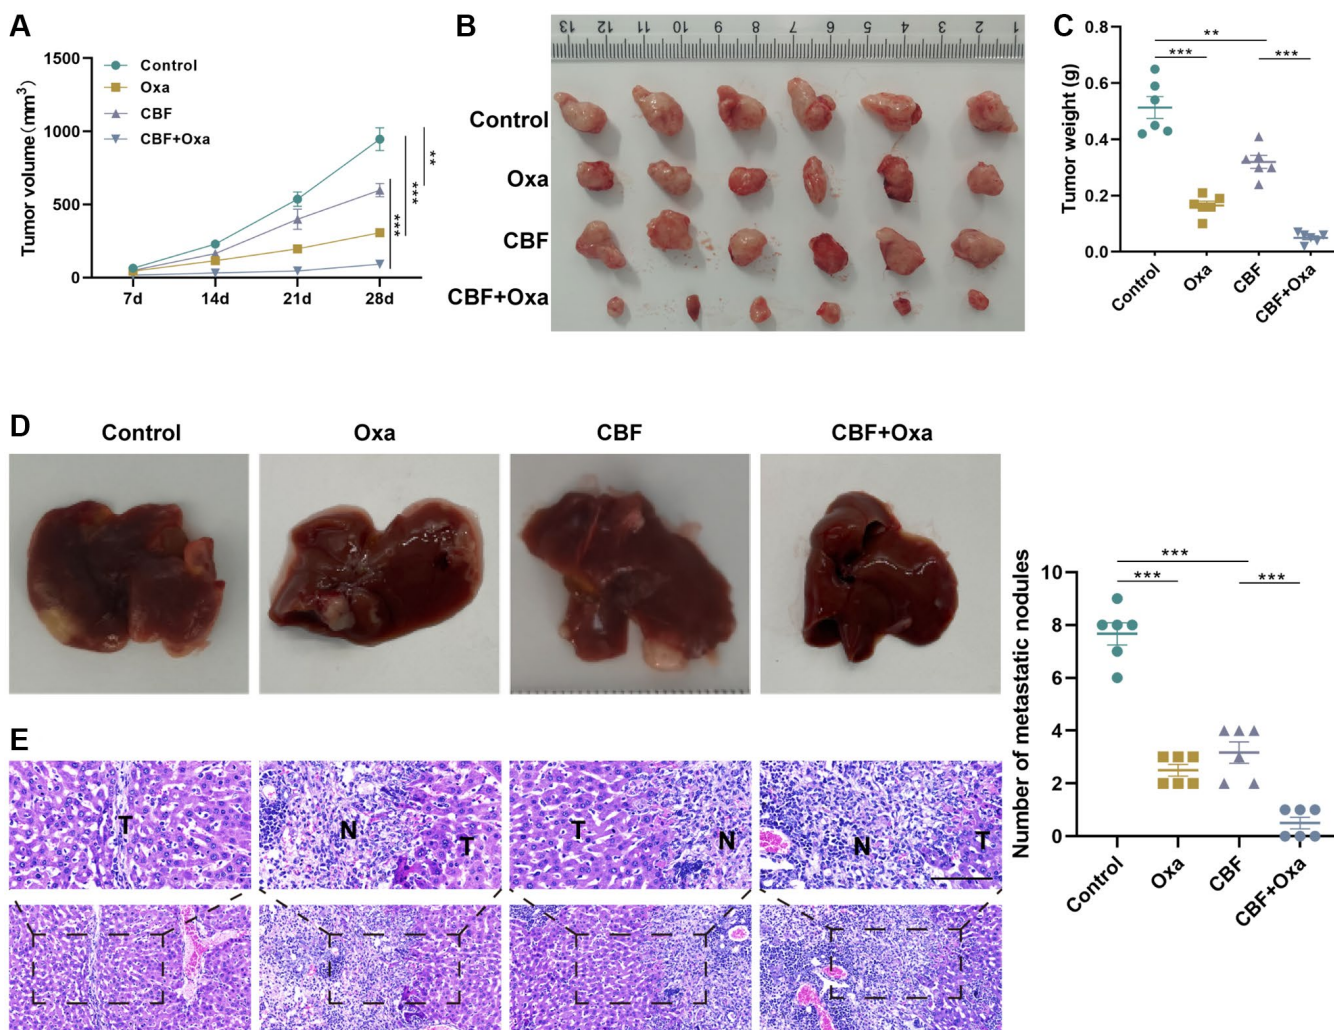 A
1500
1000
500
0
Tumor volume(mm³)
Control
Oxa
CBF
CBF+Oxa
7d
14d
21d
28d
**
***
***
B
13 12 11 10 9 8 7 6 5 4 3 2 1
Control
Oxa
CBF
CBF+Oxa
C
0.8
0.6
0.4
0.2
0.0
Tumor weight (g)
**
***
***
Control
Oxa
CBF
CBF+Oxa
D
Control
Oxa
CBF
CBF+Oxa
Number of metastatic nodules
10
8
6
4
2
0
***
***
***
Control
Oxa
CBF
CBF+Oxa
E
T
N
T
T
N
N
T